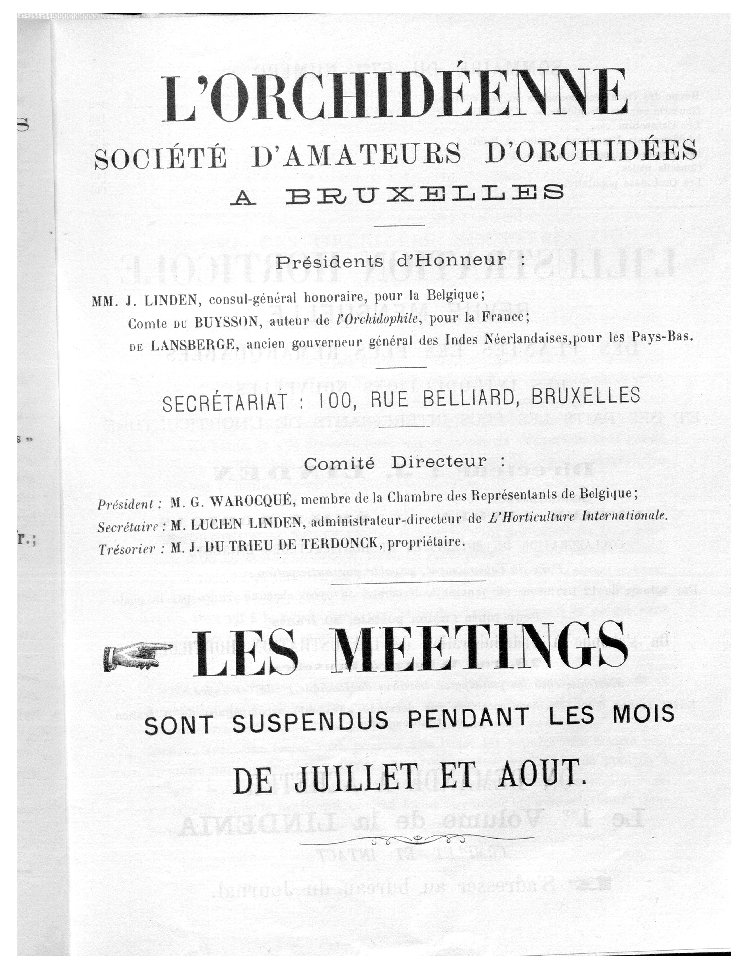 L'ORCHIDÉENNE
SOCIÉTÉ D'AMATEURS D'ORCHIDÉES
A BRUXELLES
Présidents d'Honneur :
MM. J. LINDEN, consul-général honoraire, pour la Belgique;
Comte DU BUYSSON, auteur de l'Orchidophile, pour la France;
DE LANSBERGE, ancien gouverneur général des Indes Néerlandaises, pour les Pays-Bas.
SECRÉTARIAT : 100, RUE BELLIARD, BRUXELLES
Comité Directeur :
Président : M. G. WAROCQUÉ, membre de la Chambre des Représentants de Belgique;
Secrétaire : M. LUCIEN LINDEN, administrateur-directeur de L'Horticulture Internationale.
Trésorier : M. J. DU TRIEU DE TERDONCK, propriétaire.
LES MEETINGS
SONT SUSPENDUS PENDANT LES MOIS
DE JUILLET ET AOUT.